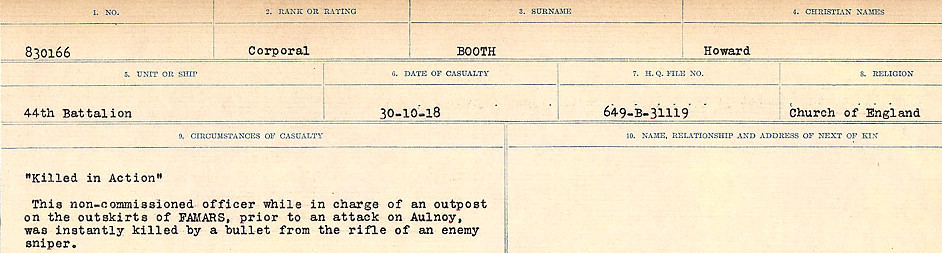 1. NO. 2. RANK OR RATING 3. SURNAME 4. CHRISTIAN NAMES
830166 Corporal BOOTH Howard
5. UNIT OR SHIP 6. DATE OF CASUALTY 7. H. Q. FILE NO. 8. RELIGION
44th Battalion 30-10-18 649-B-31119 Church of England
9. CIRCUMSTANCES OF CASUALTY 10. NAME, RELATIONSHIP AND ADDRESS OF NEXT OF KIN
"Killed in Action"
This non-commissioned officer while in charge of an outpost
on the outskirts of FAMARS, prior to an attack on Aulnoy,
was instantly killed by a bullet from the rifle of an enemy
sniper.